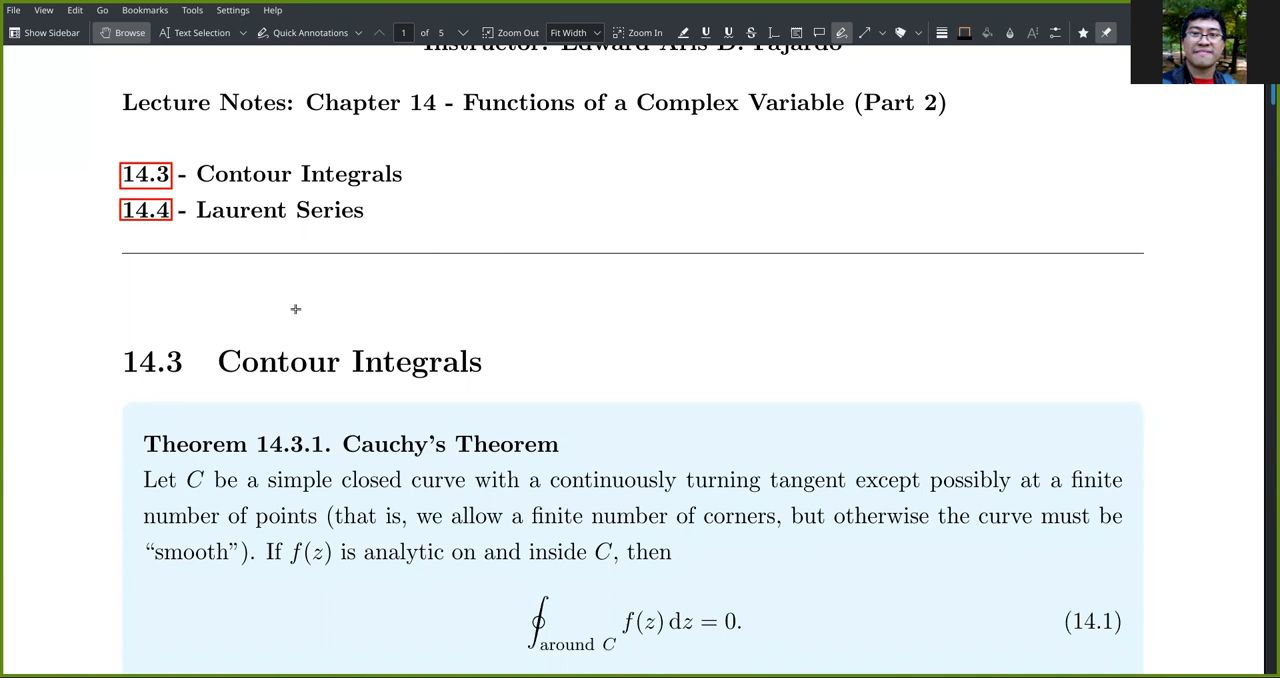 File View Edit Go Bookmarks Tools Settings Help
Show Sidebar Browse Text Selection Quick Annotations 1 of 5 Zoom Out Fit Width Zoom In
Instructor: Edward Aris D. Fajardo
Lecture Notes: Chapter 14 - Functions of a Complex Variable (Part 2)
14.3 - Contour Integrals
14.4 - Laurent Series
14.3 Contour Integrals
Theorem 14.3.1. Cauchy's Theorem
Let C be a simple closed curve with a continuously turning tangent except possibly at a finite
number of points (that is, we allow a finite number of corners, but otherwise the curve must be
“smooth”). If f(z) is analytic on and inside C, then
∮around C f(z) dz = 0. (14.1)